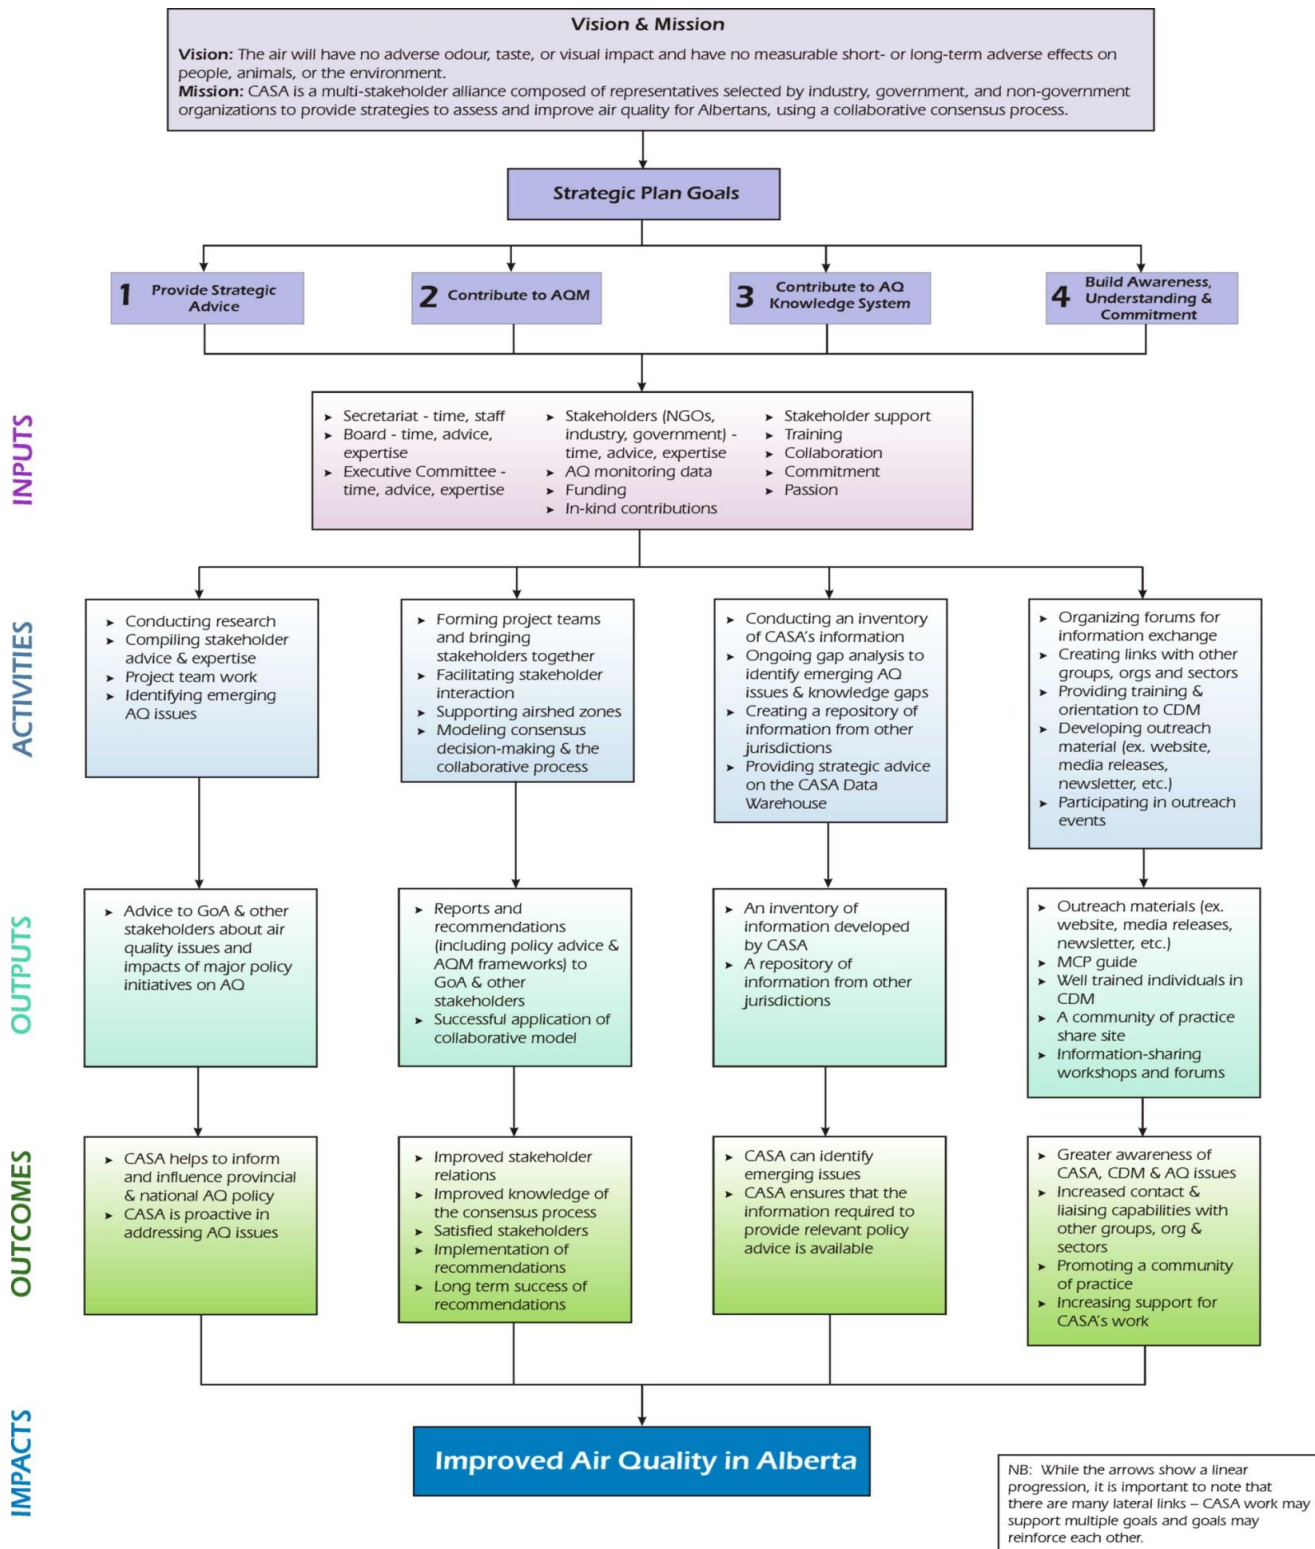 Vision & Mission
Vision: The air will have no adverse odour, taste, or visual impact and have no measurable short- or long-term adverse effects on
people, animals, or the environment.
Mission: CASA is a multi-stakeholder alliance composed of representatives selected by industry, government, and non-government
organizations to provide strategies to assess and improve air quality for Albertans, using a collaborative consensus process.
Strategic Plan Goals
1 Provide Strategic
Advice
2 Contribute to AQM
3 Contribute to AQ
Knowledge System
4 Build Awareness,
Understanding &
Commitment
INPUTS
➤ Secretariat - time, staff
➤ Board - time, advice,
expertise
➤ Executive Committee -
time, advice, expertise
➤ Stakeholders (NGOs,
industry, government) -
time, advice, expertise
➤ AQ monitoring data
➤ Funding
➤ In-kind contributions
➤ Stakeholder support
➤ Training
➤ Collaboration
➤ Commitment
➤ Passion
ACTIVITIES
➤ Conducting research
➤ Compiling stakeholder
advice & expertise
➤ Project team work
➤ Identifying emerging
AQ issues
➤ Forming project teams
and bringing
stakeholders together
➤ Facilitating stakeholder
interaction
➤ Supporting airshed zones
➤ Modeling consensus
decision-making & the
collaborative process
➤ Conducting an inventory
of CASA's information
➤ Ongoing gap analysis to
identify emerging AQ
issues & knowledge gaps
➤ Creating a repository of
information from other
jurisdictions
➤ Providing strategic advice
on the CASA Data
Warehouse
➤ Organizing forums for
information exchange
➤ Creating links with other
groups, orgs and sectors
➤ Providing training &
orientation to CDM
➤ Developing outreach
material (ex. website,
media releases,
newsletter, etc.)
➤ Participating in outreach
events
OUTPUTS
➤ Advice to GoA & other
stakeholders about air
quality issues and
impacts of major policy
initiatives on AQ
➤ Reports and
recommendations
(including policy advice &
AQM frameworks) to
GoA & other
stakeholders
➤ Successful application of
collaborative model
➤ An inventory of
information developed
by CASA
➤ A repository of
information from other
jurisdictions
➤ Outreach materials (ex.
website, media releases,
newsletter, etc.)
➤ MCP guide
➤ Well trained individuals in
CDM
➤ A community of practice
share site
➤ Information-sharing
workshops and forums
OUTCOMES
➤ CASA helps to inform
and influence provincial
& national AQ policy
➤ CASA is proactive in
addressing AQ issues
➤ Improved stakeholder
relations
➤ Improved knowledge of
the consensus process
➤ Satisfied stakeholders
➤ Implementation of
recommendations
➤ Long term success of
recommendations
➤ CASA can identify
emerging issues
➤ CASA ensures that the
information required to
provide relevant policy
advice is available
➤ Greater awareness of
CASA, CDM & AQ issues
➤ Increased contact &
liaising capabilities with
other groups, org &
sectors
➤ Promoting a community
of practice
➤ Increasing support for
CASA's work
IMPACTS
Improved Air Quality in Alberta
NB: While the arrows show a linear
progression, it is important to note that
there are many lateral links – CASA work may
support multiple goals and goals may
reinforce each other.